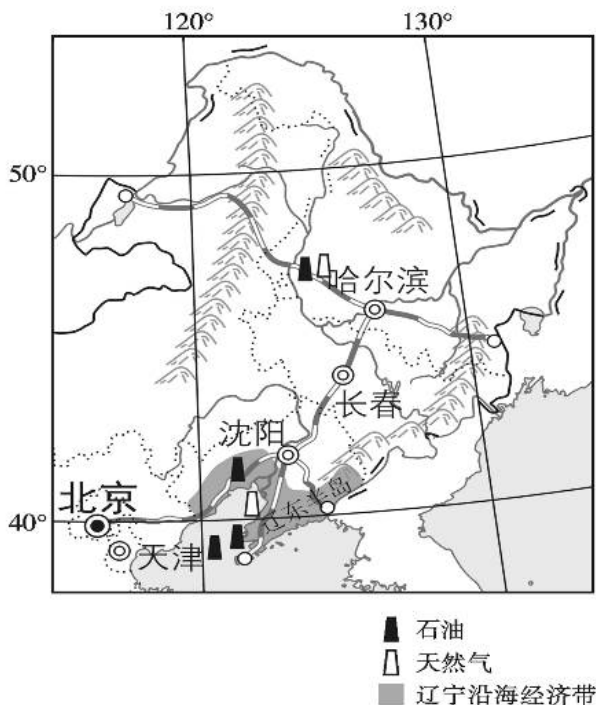 120° 130°
50°
哈尔滨
长春
沈阳
辽东半岛
北京
40°
天津
石油
天然气
辽宁沿海经济带